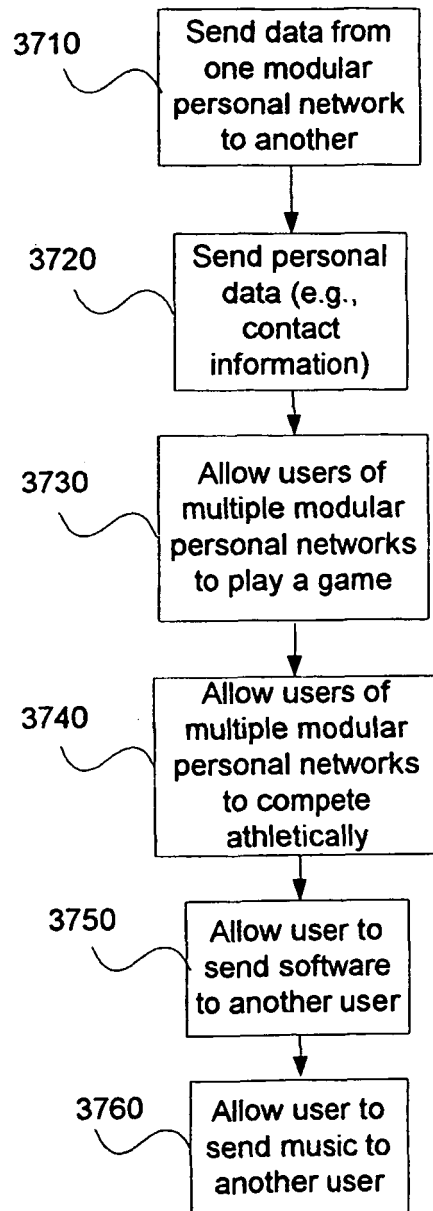 3710
Send data from
one modular
personal network
to another
3720
Send personal
data (e.g.,
contact
information)
3730
Allow users of
multiple modular
personal networks
to play a game
3740
Allow users of
multiple modular
personal networks
to compete
athletically
3750
Allow user to
send software
to another user
3760
Allow user to
send music to
another user